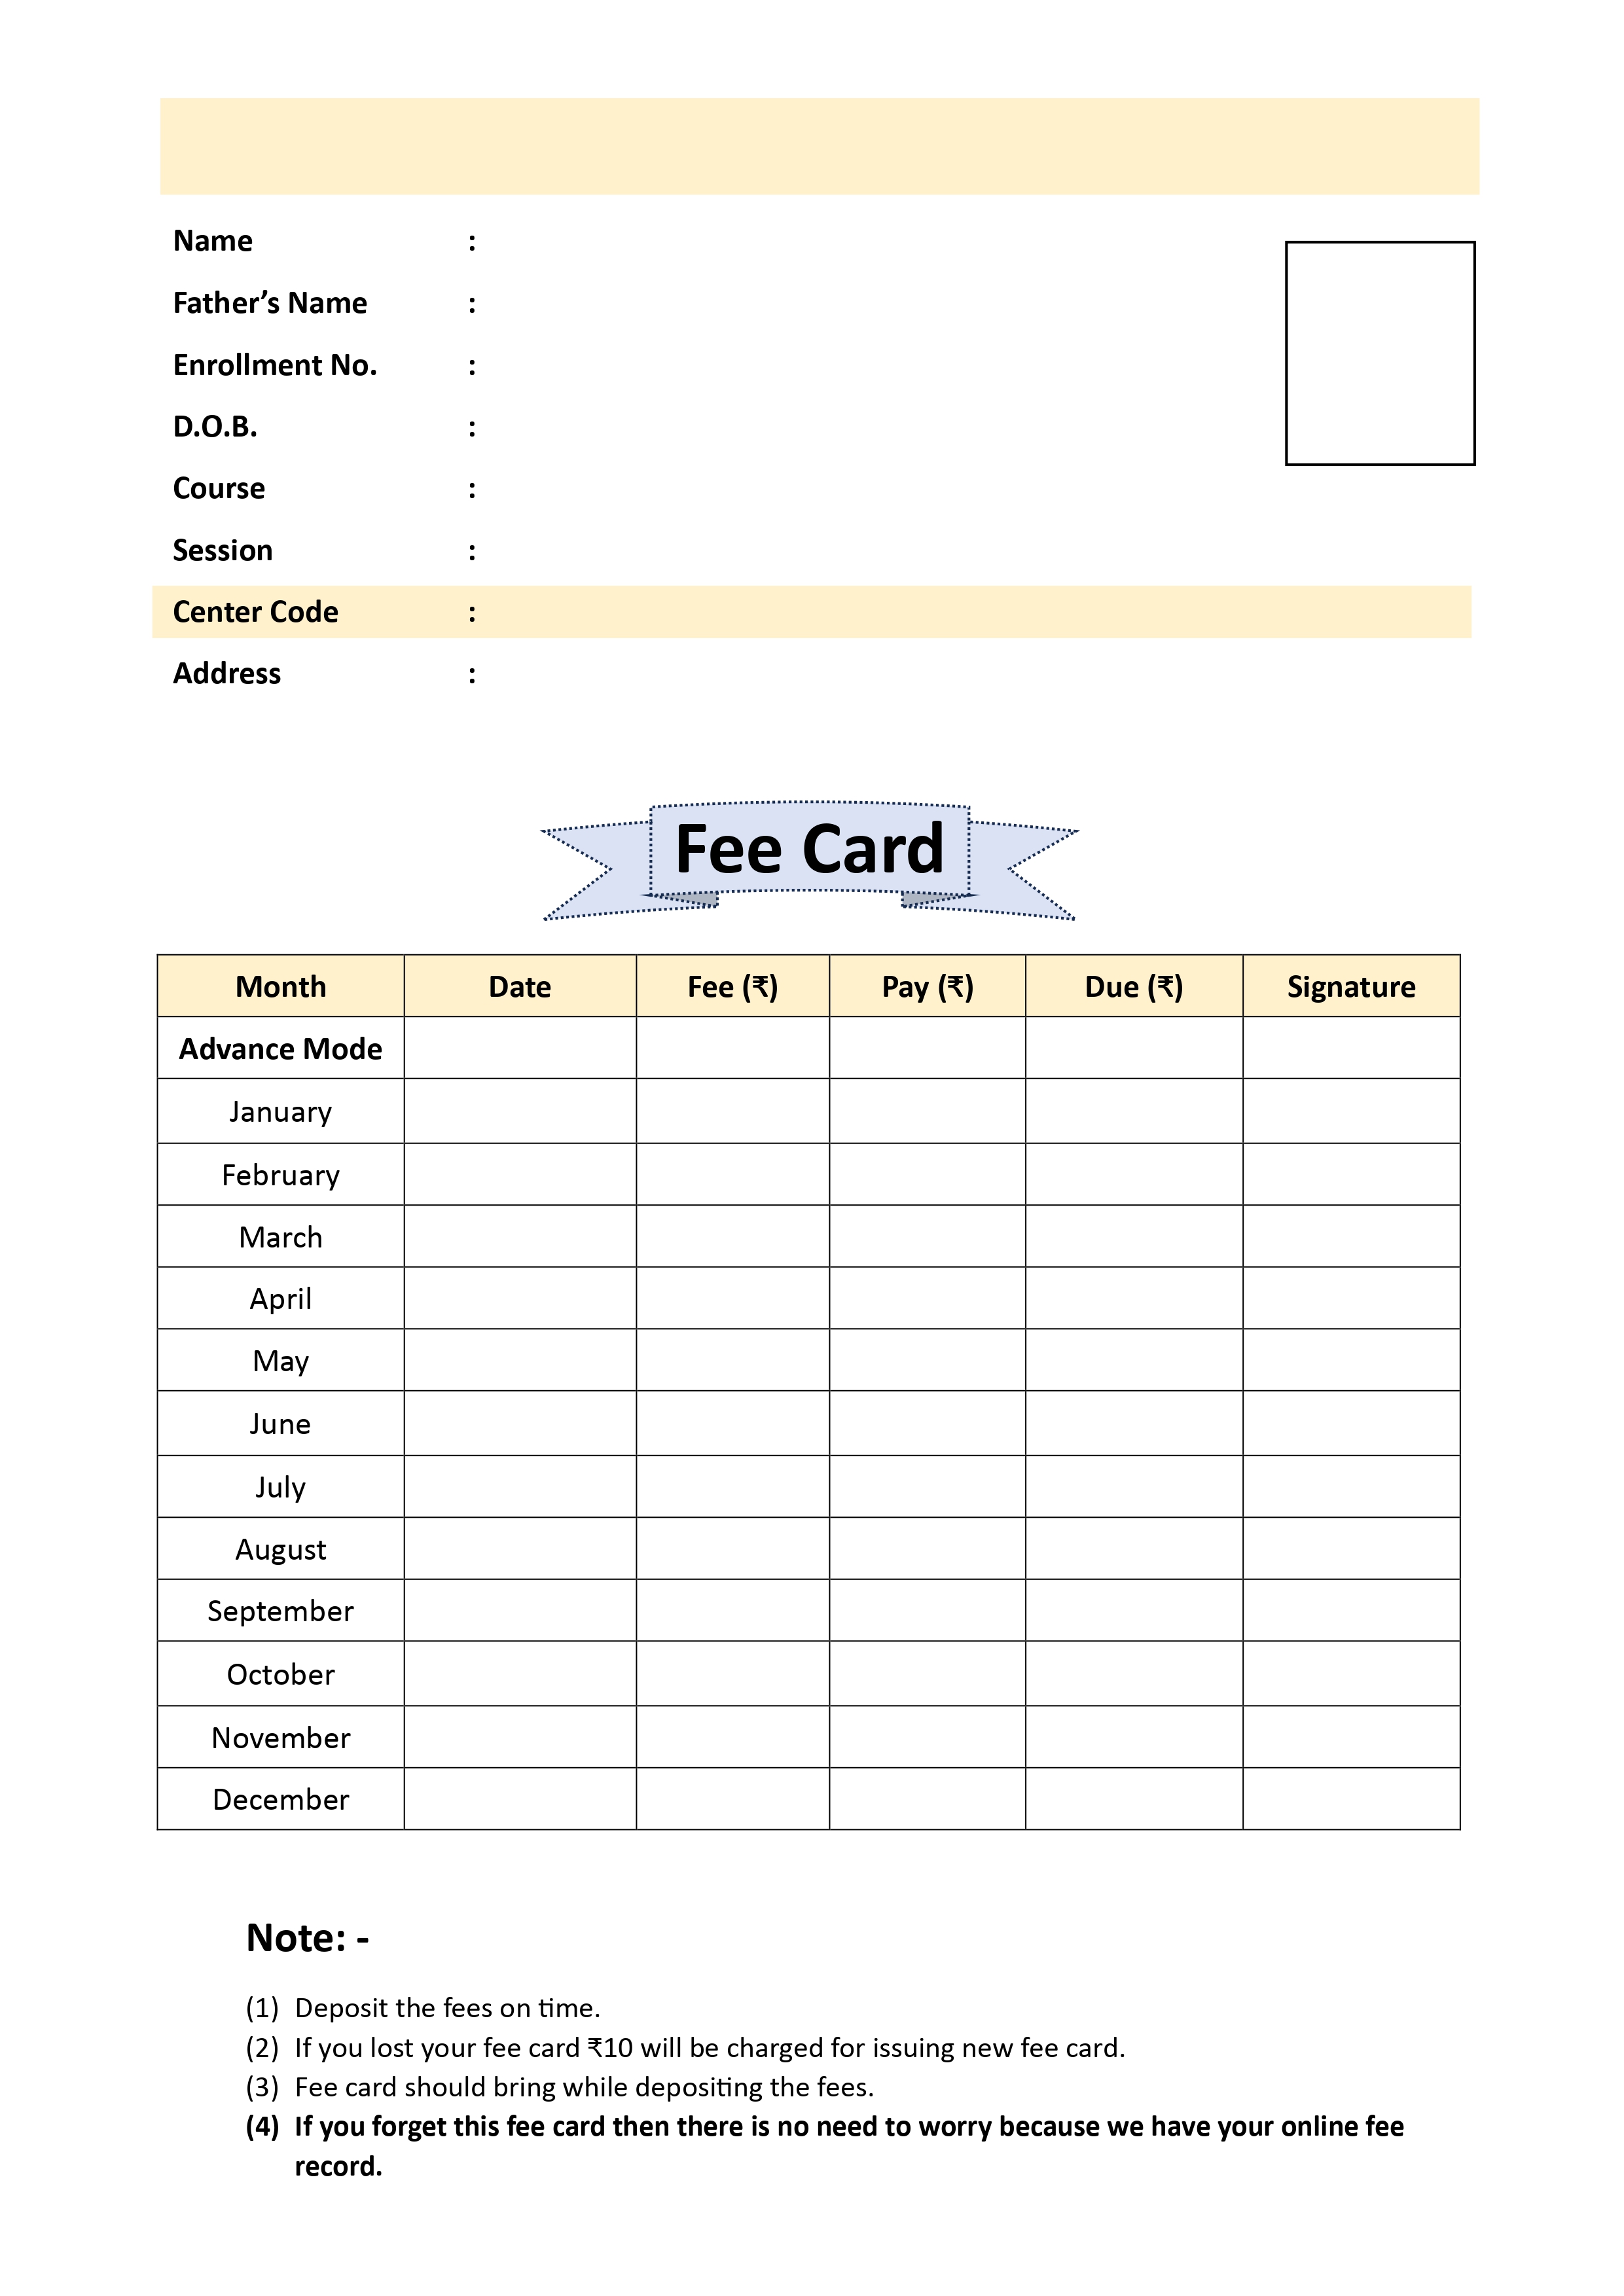 Name :
Father’s Name :
Enrollment No. :
D.O.B. :
Course :
Session :
Center Code :
Address :
Fee Card
Month Date Fee (₹) Pay (₹) Due (₹) Signature
Advance Mode
January
February
March
April
May
June
July
August
September
October
November
December
Note: -
(1) Deposit the fees on time.
(2) If you lost your fee card ₹10 will be charged for issuing new fee card.
(3) Fee card should bring while depositing the fees.
(4) If you forget this fee card then there is no need to worry because we have your online fee
record.